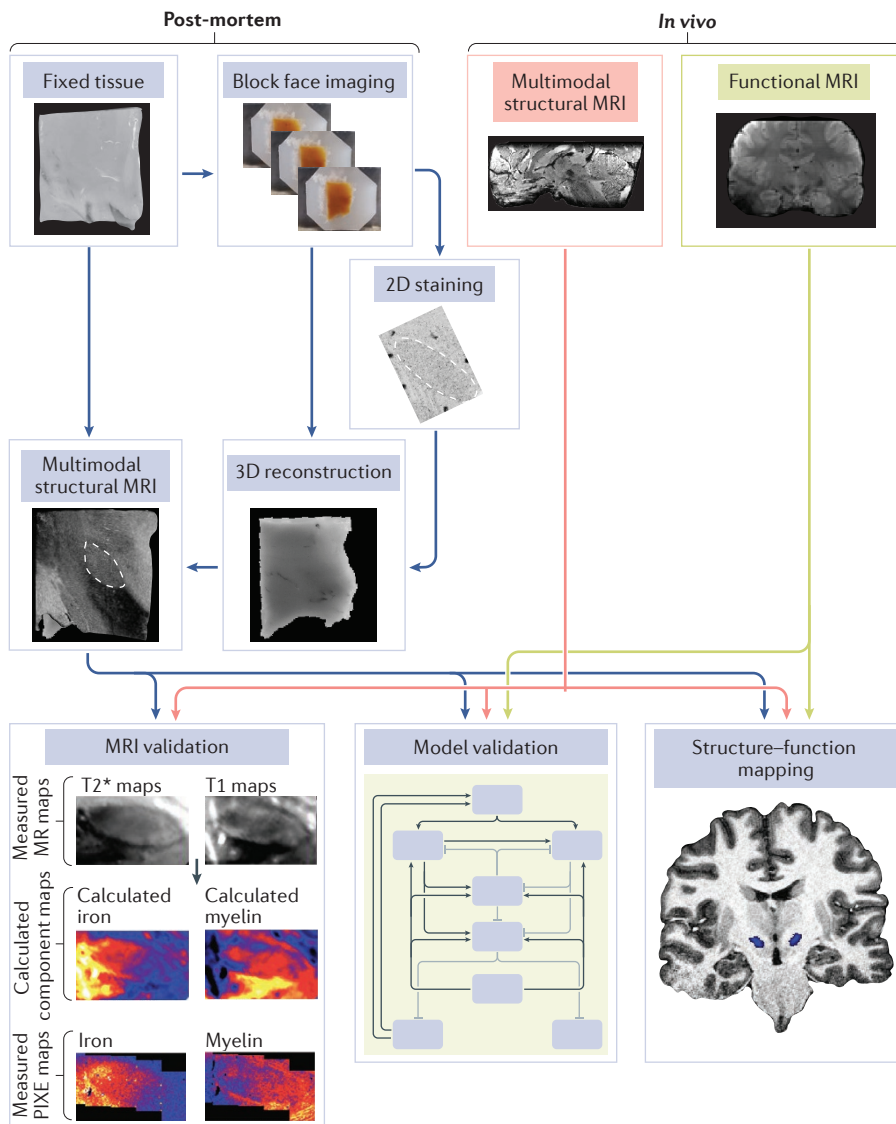 Post-mortem
In vivo
Fixed tissue
Block face imaging
Multimodal
structural MRI
Functional MRI
2D staining
Multimodal
structural MRI
3D reconstruction
MRI validation
Model validation
Structure–function
mapping
Measured
MR maps
T2* maps
T1 maps
Calculated
component maps
Calculated
iron
Calculated
myelin
Measured
PIXE maps
Iron
Myelin